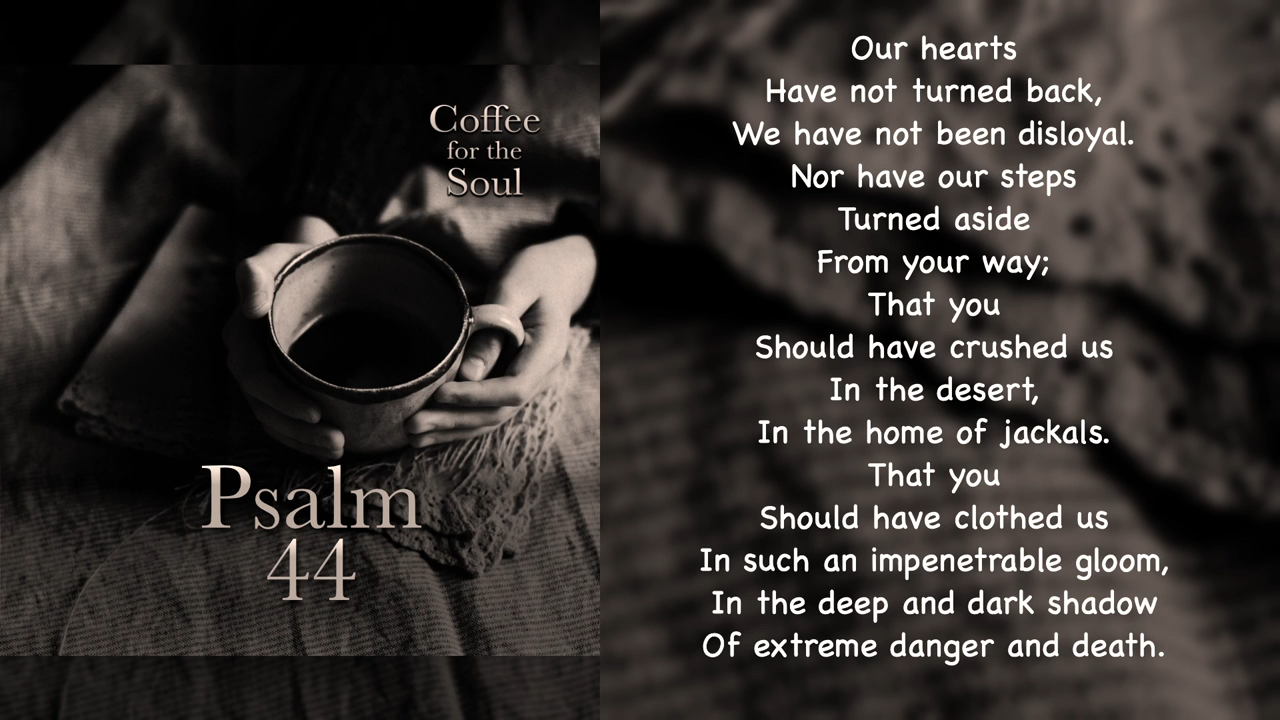 Coffee
for the
Soul
Psalm
44
Our hearts
Have not turned back,
We have not been disloyal.
Nor have our steps
Turned aside
From your way;
That you
Should have crushed us
In the desert,
In the home of jackals.
That you
Should have clothed us
In such an impenetrable gloom,
In the deep and dark shadow
Of extreme danger and death.